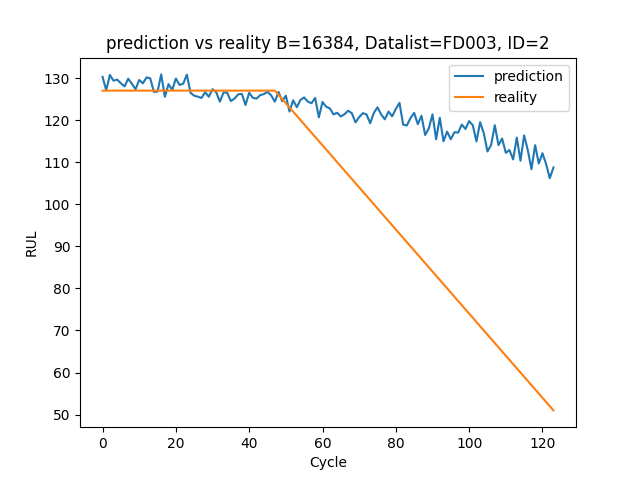 prediction vs reality B=16384, Datalist=FD003, ID=2
prediction
reality
130
120
110
100
90
80
70
60
50
RUL
0 20 40 60 80 100 120
Cycle